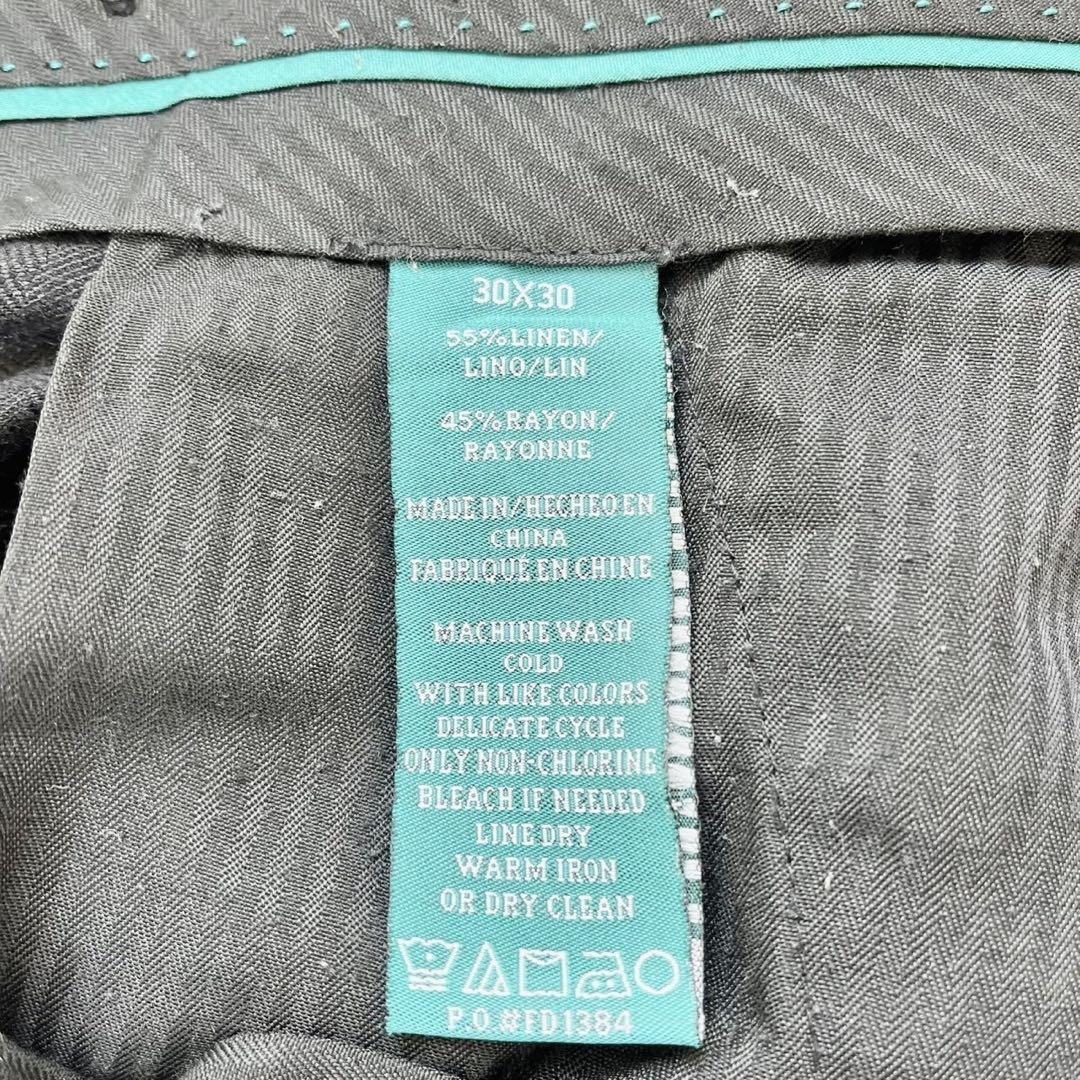 30X30
55% LINEN/
LINO/LIN
45% RAYON/
RAYONNE
MADE IN/HECHEO EN
CHINA
FABRIQUÉ EN CHINE
MACHINE WASH
COLD
WITH LIKE COLORS
DELICATE CYCLE
ONLY NON-CHLORINE
BLEACH IF NEEDED
LINE DRY
WARM IRON
OR DRY CLEAN
P.O.#FD1384